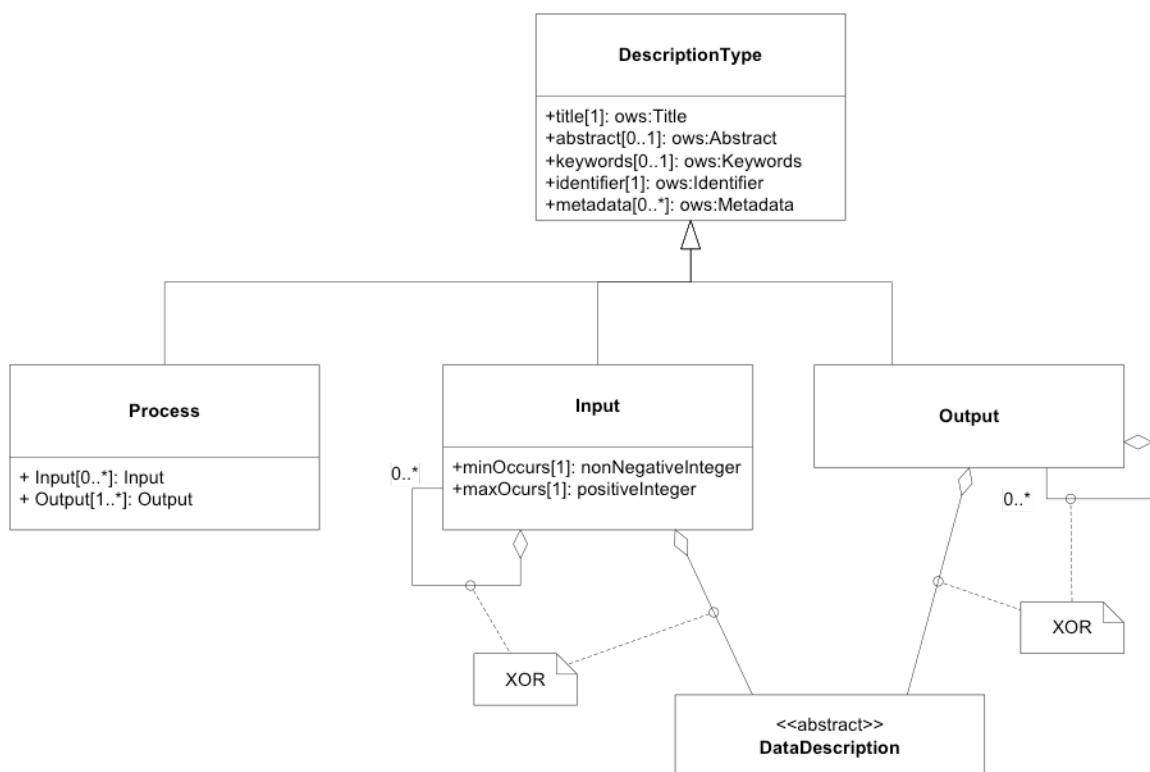 DescriptionType
+title[1]: ows:Title
+abstract[0..1]: ows:Abstract
+keywords[0..1]: ows:Keywords
+identifier[1]: ows:Identifier
+metadata[0..*]: ows:Metadata
Process
+ Input[0..*]: Input
+ Output[1..*]: Output
Input
+minOccurs[1]: nonNegativeInteger
+maxOcurs[1]: positiveInteger
0..*
Output
0..*
XOR
XOR
<<abstract>>
DataDescription